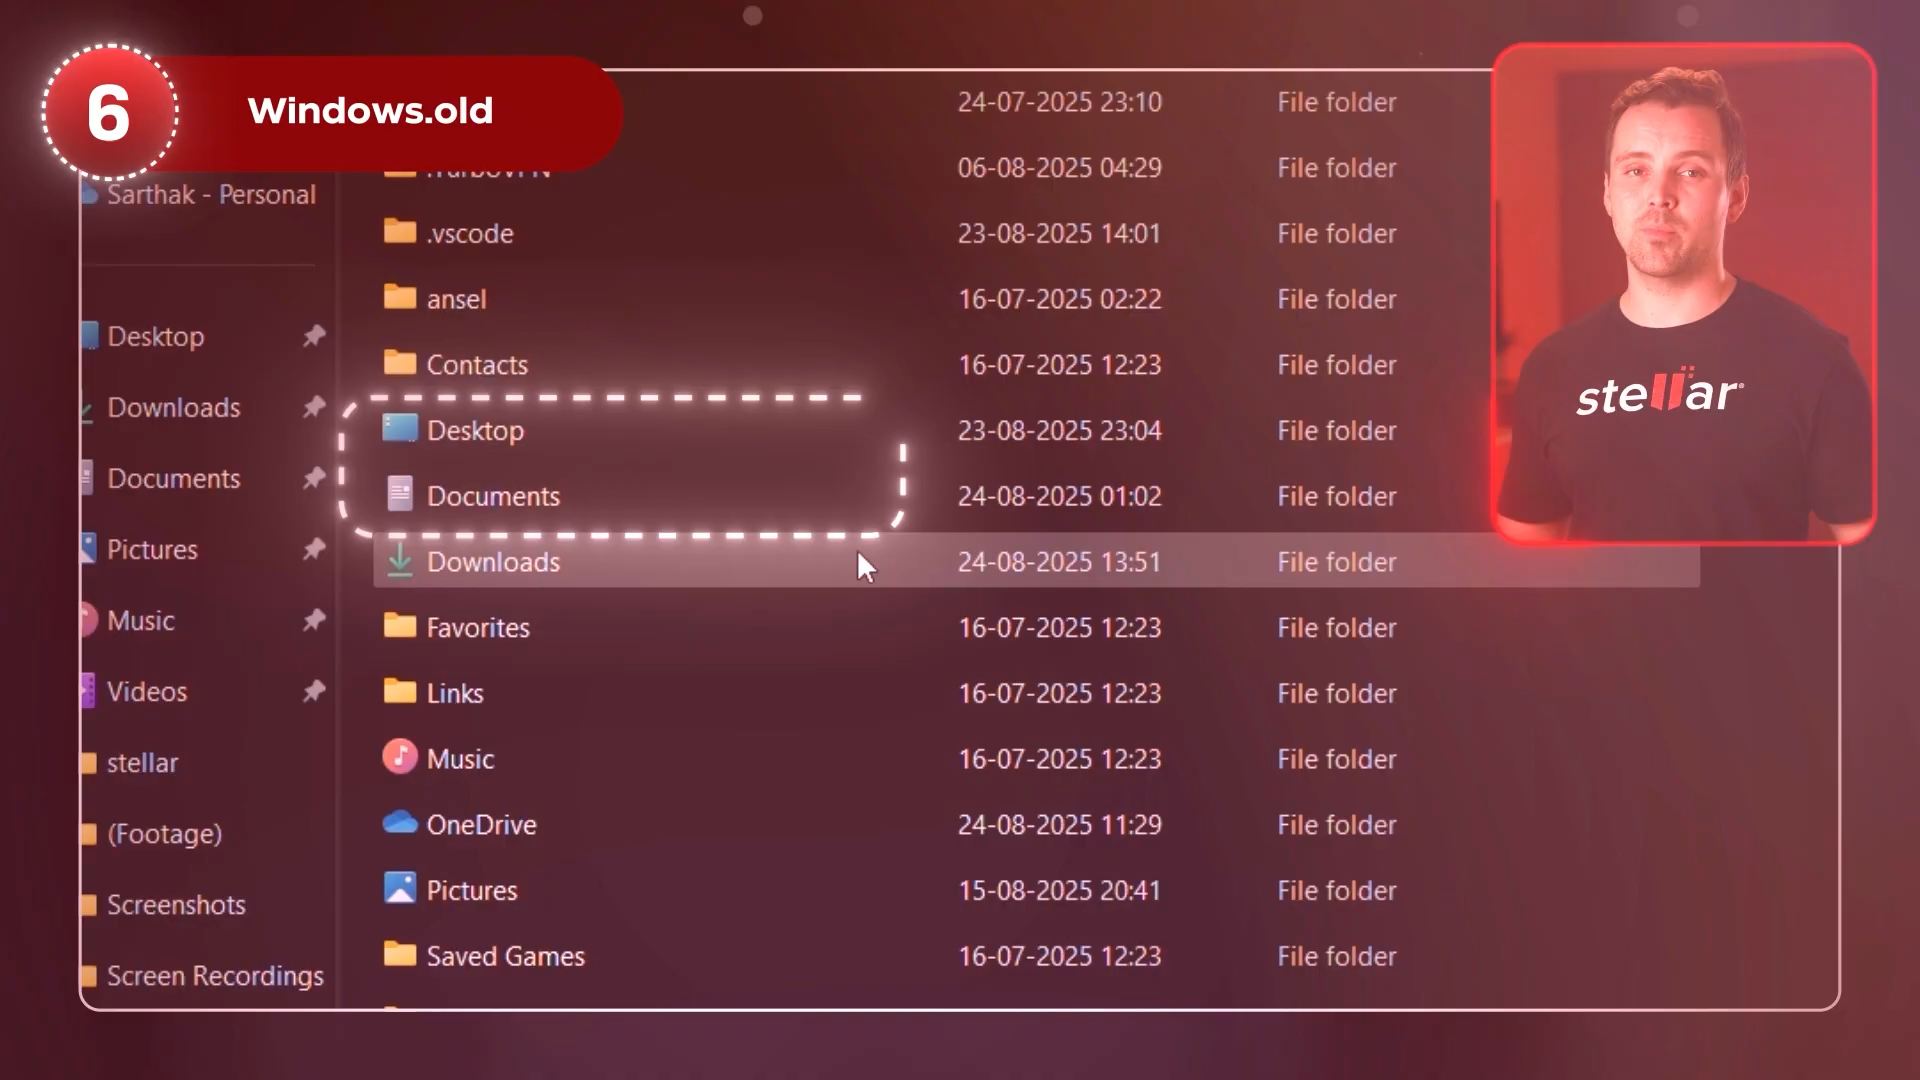 6
Windows.old
24-07-2025 23:10 File folder
.TurboVPN 06-08-2025 04:29 File folder
.vscode 23-08-2025 14:01 File folder
ansel 16-07-2025 02:22 File folder
Contacts 16-07-2025 12:23 File folder
Desktop 23-08-2025 23:04 File folder
Documents 24-08-2025 01:02 File folder
Downloads 24-08-2025 13:51 File folder
Favorites 16-07-2025 12:23 File folder
Links 16-07-2025 12:23 File folder
Music 16-07-2025 12:23 File folder
OneDrive 24-08-2025 11:29 File folder
Pictures 15-08-2025 20:41 File folder
Saved Games 16-07-2025 12:23 File folder
Sarthak - Personal
Desktop
Downloads
Documents
Pictures
Music
Videos
stellar
(Footage)
Screenshots
Screen Recordings
stellar